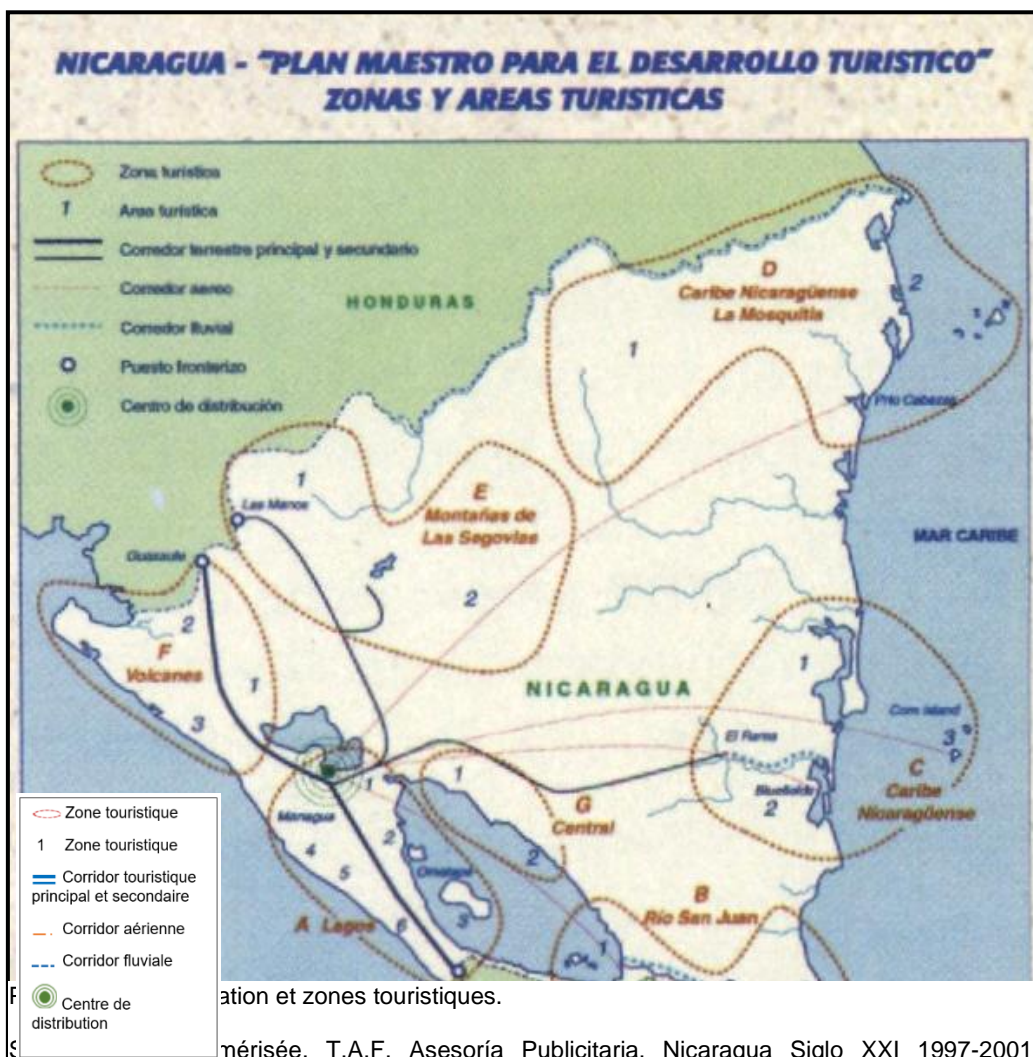 NICARAGUA - "PLAN MAESTRO PARA EL DESARROLLO TURISTICO"
ZONAS Y AREAS TURISTICAS
Zona turística
1 Area turística
Corredor terrestre principal y secundario
Corredor aereo
Corredor fluvial
Puesto fronterizo
Centro de distribución
HONDURAS
D
Caribe Nicaragüense
La Mosquitia
2
1
Pto Cabezas
1
Las Manos
E
Montañas de
Las Segovias
MAR CARIBE
Guasaule
2
2
F
Volcanes
1
3
NICARAGUA
1
Corn Island
3
El Rama
C
Caribe
Nicaragüense
Bluefields
2
1
1
G
Central
Managua
2
4
5
2
Ometepe
3
A Lagos
6
B
Río San Juan
1
Zone touristique
1 Zone touristique
Corridor touristique
principal et secondaire
Corridor aérienne
Corridor fluviale
Centre de
distribution
ation et zones touristiques.
mérisée. T.A.F. Asesoría Publicitaria. Nicaragua Siglo XXI 1997-2001